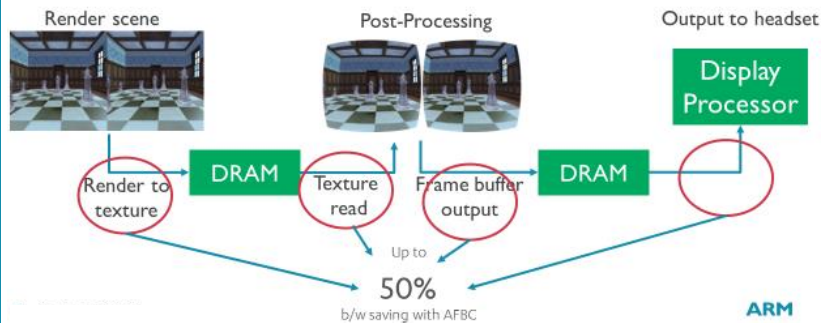 Render scene
Post-Processing
Output to headset
Display
Processor
DRAM
DRAM
Render to
texture
Texture
read
Frame buffer
output
Up to
50%
b/w saving with AFBC
ARM